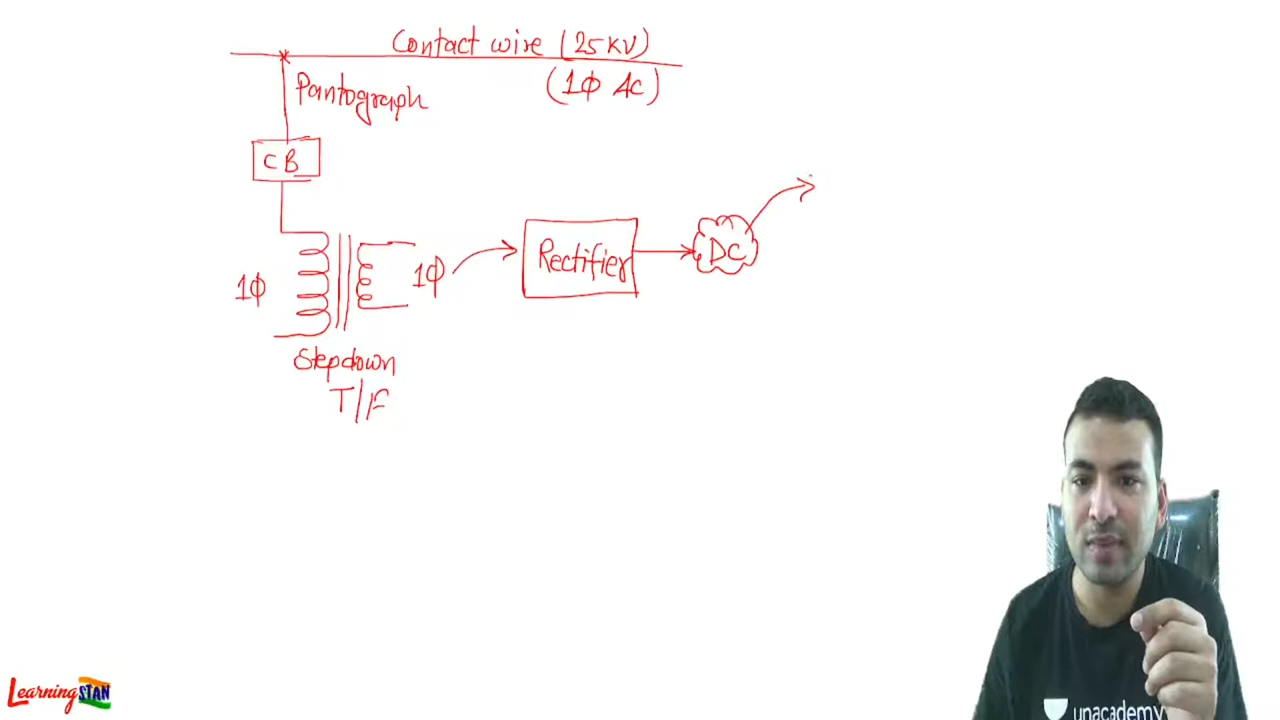 Contact wire (25KV)
(1Φ AC)
Pantograph
CB
1Φ
1Φ
Rectifier
DC
Stepdown
T/F
LearningSTAN
unacademy